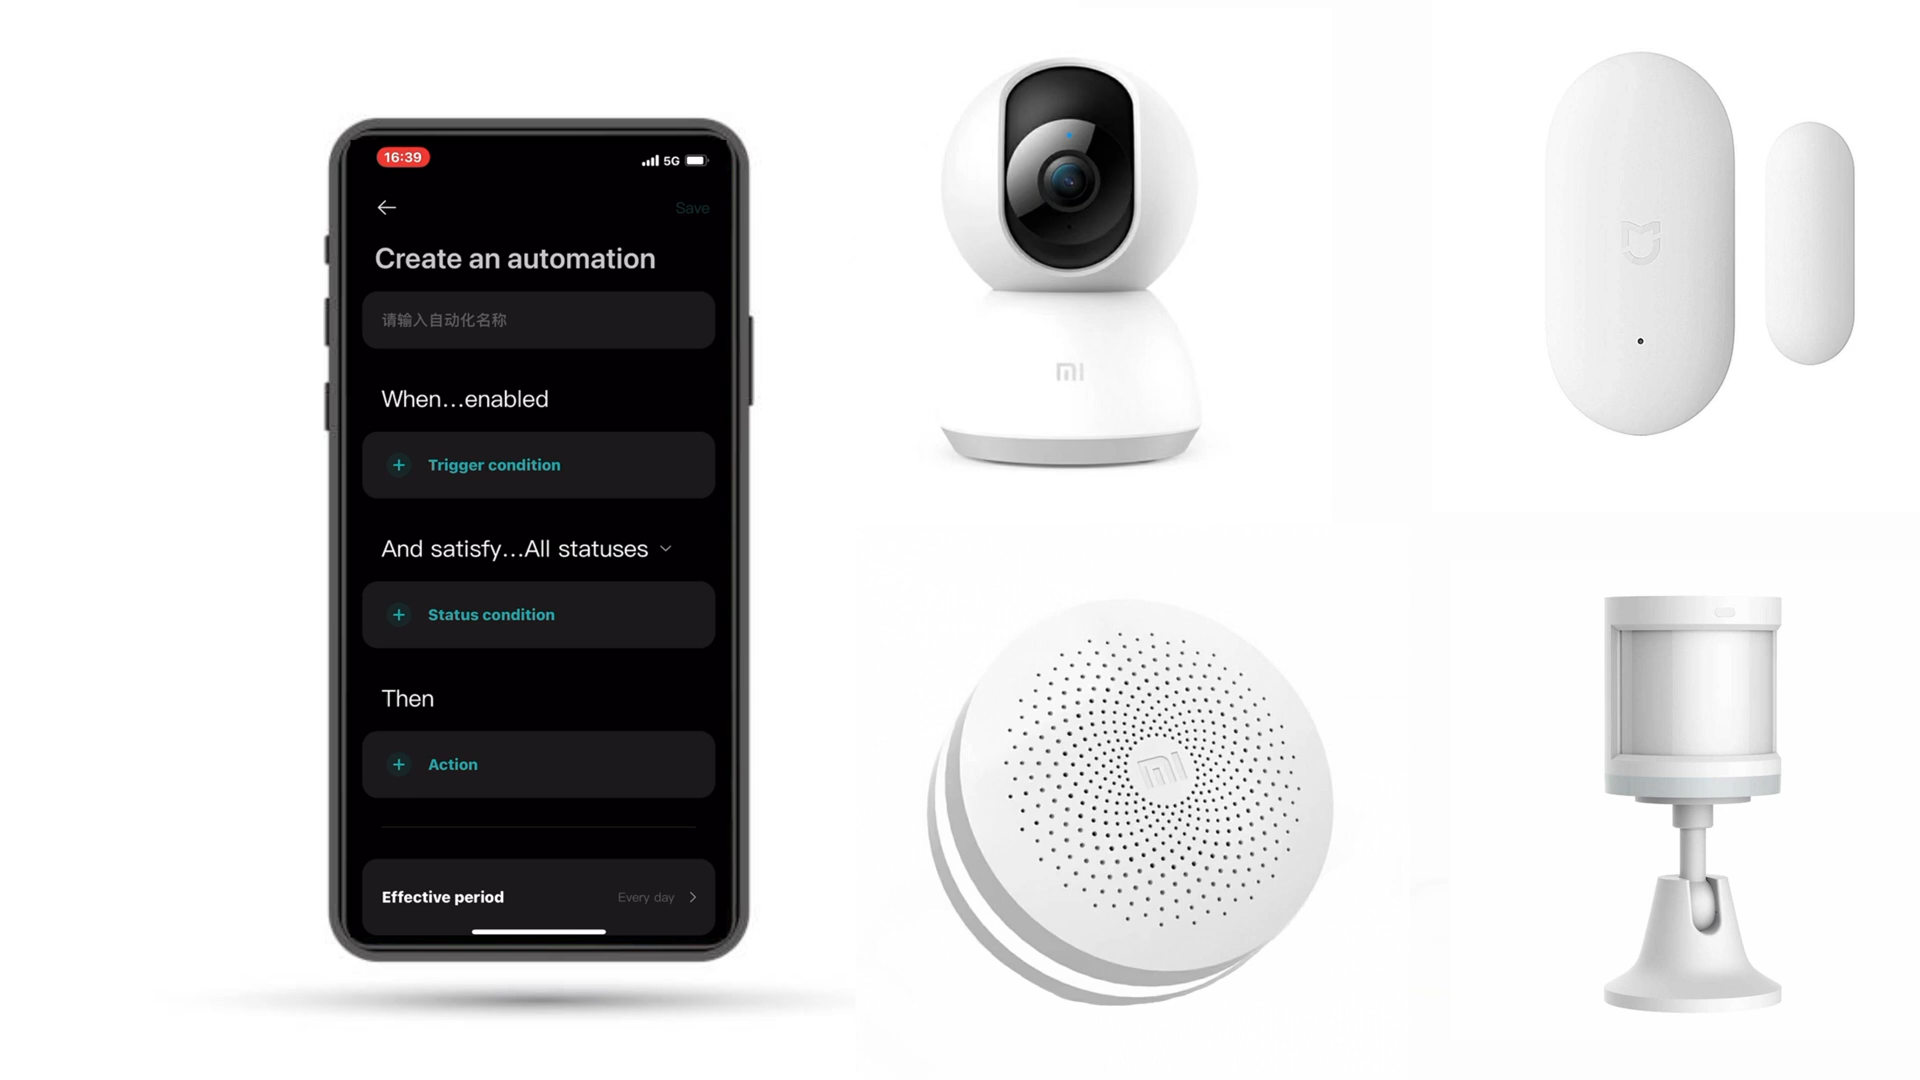 16:39
5G
Save
Create an automation
请输入自动化名称
When...enabled
+ Trigger condition
And satisfy...All statuses
+ Status condition
Then
+ Action
Effective period
Every day
mi
mi